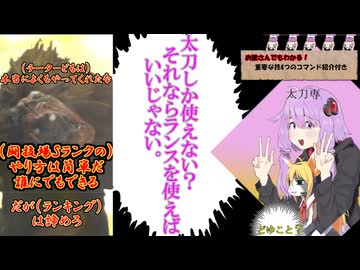 (チーターどもは)
本当によくもやってくれたな
(闘技場Sランクの)
やり方は簡単だ
誰にでもできる
だが(ランキング)
は諦めろ
太刀しか使えない?
それならランスを使えば
いいじゃない。
お猿さんでもわかる!
重要な技4つのコマンド紹介付き
太刀専
どゆこと?